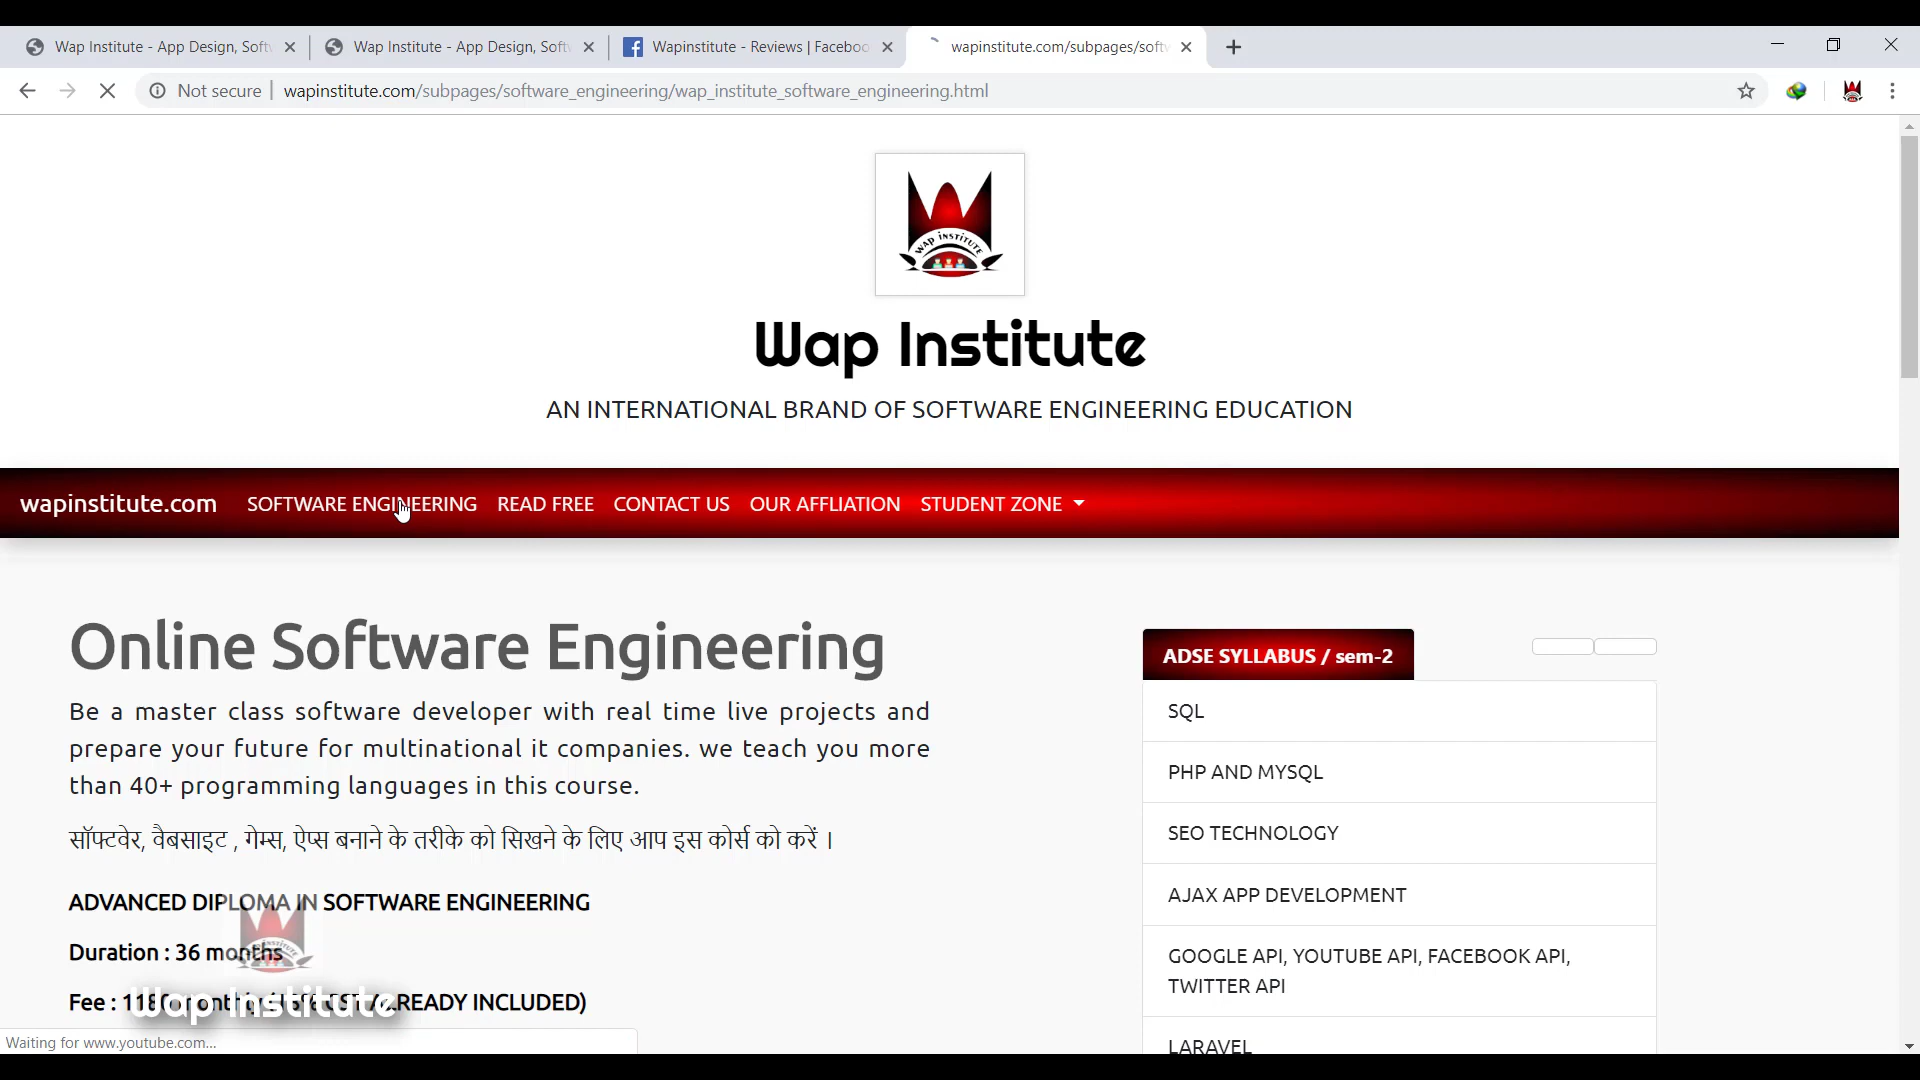 Wap Institute - App Design, Soft
Wap Institute - App Design, Soft
Wapinstitute - Reviews | Faceboo
wapinstitute.com/subpages/softw
Not secure
wapinstitute.com/subpages/software_engineering/wap_institute_software_engineering.html
WAP INSTITUTE
Wap Institute
AN INTERNATIONAL BRAND OF SOFTWARE ENGINEERING EDUCATION
wapinstitute.com SOFTWARE ENGINEERING READ FREE CONTACT US OUR AFFLIATION STUDENT ZONE
Online Software Engineering
Be a master class software developer with real time live projects and
prepare your future for multinational it companies. we teach you more
than 40+ programming languages in this course.
सॉफ्टवेर, वैबसाइट , गेम्स, ऐप्स बनाने के तरीके को सिखने के लिए आप इस कोर्स को करें ।
ADVANCED DIPLOMA IN SOFTWARE ENGINEERING
Duration : 36 months
Fee : ALREADY INCLUDED)
Wap Institute
ADSE SYLLABUS / sem-2
SQL
PHP AND MYSQL
SEO TECHNOLOGY
AJAX APP DEVELOPMENT
GOOGLE API, YOUTUBE API, FACEBOOK API,
TWITTER API
LARAVEL
Waiting for www.youtube.com...